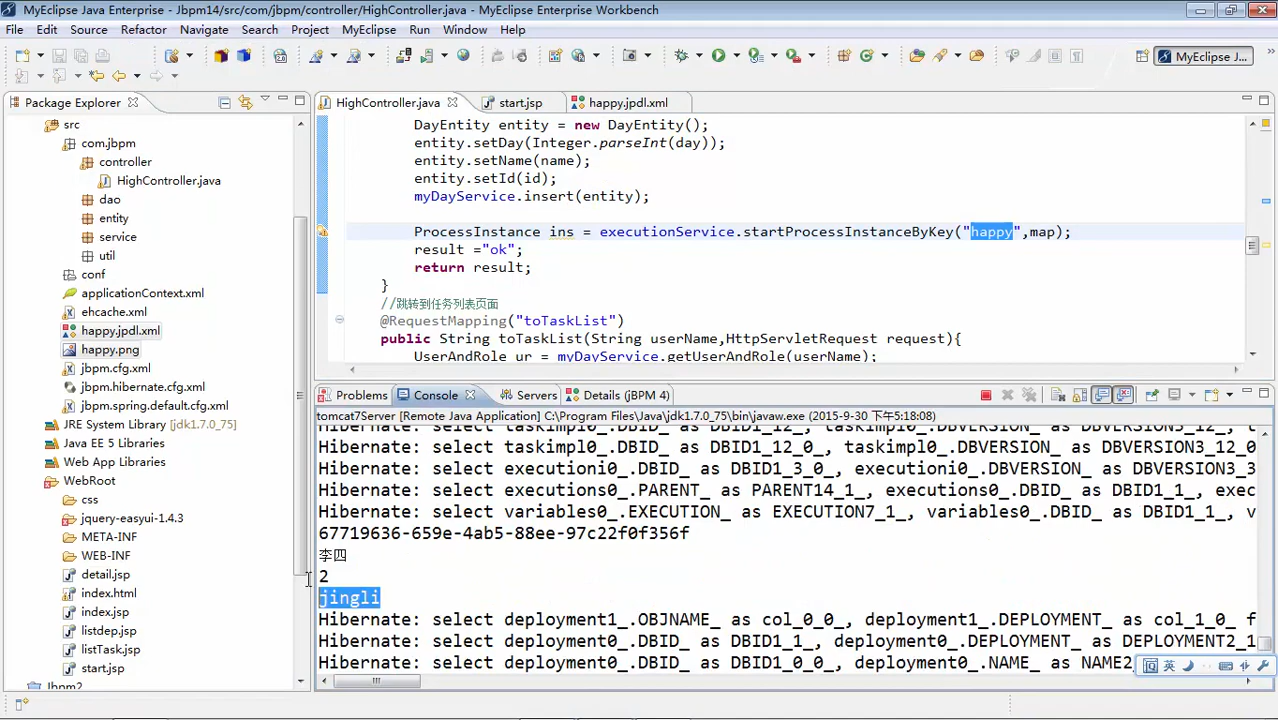 MyEclipse Java Enterprise - Jbpm14/src/com/jbpm/controller/HighController.java - MyEclipse Enterprise Workbench
File Edit Source Refactor Navigate Search Project MyEclipse Run Window Help
MyEclipse J...
Package Explorer
src
com.jbpm
controller
HighController.java
dao
entity
service
util
conf
applicationContext.xml
ehcache.xml
happy.jpdl.xml
happy.png
jbpm.cfg.xml
jbpm.hibernate.cfg.xml
jbpm.spring.default.cfg.xml
JRE System Library [jdk1.7.0_75]
Java EE 5 Libraries
Web App Libraries
WebRoot
css
jquery-easyui-1.4.3
META-INF
WEB-INF
detail.jsp
index.html
index.jsp
listdep.jsp
listTask.jsp
start.jsp
Jbpm2
HighController.java start.jsp happy.jpdl.xml
DayEntity entity = new DayEntity();
entity.setDay(Integer.parseInt(day));
entity.setName(name);
entity.setId(id);
myDayService.insert(entity);
ProcessInstance ins = executionService.startProcessInstanceByKey("happy",map);
result ="ok";
return result;
}
//跳转到任务列表页面
@RequestMapping("toTaskList")
public String toTaskList(String userName,HttpServletRequest request){
UserAndRole ur = myDayService.getUserAndRole(userName);
Problems Console Servers Details (jBPM 4)
tomcat7Server [Remote Java Application] C:\Program Files\Java\jdk1.7.0_75\bin\javaw.exe (2015-9-30 下午5:18:08)
Hibernate: select taskimpl0_.DBID_ as DBID1_12_, taskimpl0_.DBVERSION_ as DBVERSION3_12_, t
Hibernate: select taskimpl0_.DBID_ as DBID1_12_0_, taskimpl0_.DBVERSION_ as DBVERSION3_12_0
Hibernate: select executioni0_.DBID_ as DBID1_3_0_, executioni0_.DBVERSION_ as DBVERSION3_3
Hibernate: select executions0_.PARENT_ as PARENT14_1_, executions0_.DBID_ as DBID1_1_, exec
Hibernate: select variables0_.EXECUTION_ as EXECUTION7_1_, variables0_.DBID_ as DBID1_1_, v
67719636-659e-4ab5-88ee-97c22f0f356f
李四
2
jingli
Hibernate: select deployment1_.OBJNAME_ as col_0_0_, deployment1_.DEPLOYMENT_ as col_1_0_ f
Hibernate: select deployment0_.DBID_ as DBID1_1_, deployment0_.DEPLOYMENT_ as DEPLOYMENT2_1
Hibernate: select deployment0_.DBID_ as DBID1_0_0_, deployment0_.NAME_ as NAME2
英